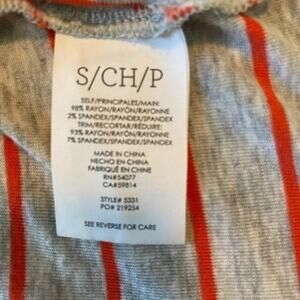 S/CH/P
SELF/PRINCIPALES/MAIN:
98% RAYON/RAYON/RAYONNE
2% SPANDEX/SPANDEX/SPANDEX
TRIM/RECORTAR/RÉDUIRE:
93% RAYON/RAYON/RAYONNE
7% SPANDEX/SPANDEX/SPANDEX
MADE IN CHINA
HECHO EN CHINA
FABRIQUÉ EN CHINE
RN#54077
CA#59814
STYLE# 5331
PO# 219254
SEE REVERSE FOR CARE